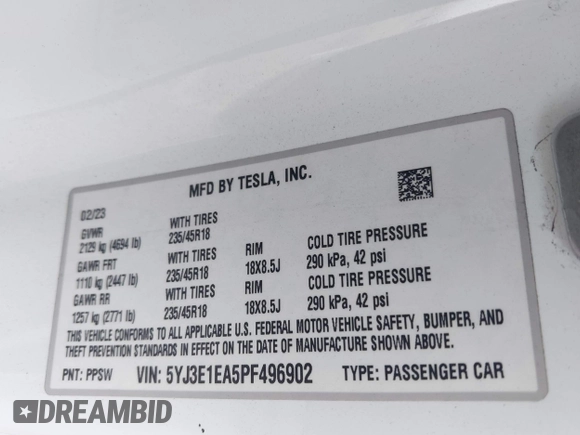 MFD BY TESLA, INC.
02/23
GVWR WITH TIRES
2129 kg (4694 lb) 235/45R18
GAWR FRT WITH TIRES RIM COLD TIRE PRESSURE
1110 kg (2447 lb) 235/45R18 18X8.5J 290 kPa, 42 psi
GAWR RR WITH TIRES RIM COLD TIRE PRESSURE
1257 kg (2771 lb) 235/45R18 18X8.5J 290 kPa, 42 psi
THIS VEHICLE CONFORMS TO ALL APPLICABLE U.S. FEDERAL MOTOR VEHICLE SAFETY, BUMPER, AND
THEFT PREVENTION STANDARDS IN EFFECT ON THE DATE OF MANUFACTURE SHOWN ABOVE.
PNT: PPSW VIN: 5YJ3E1EA5PF496902 TYPE: PASSENGER CAR
DREAMBID